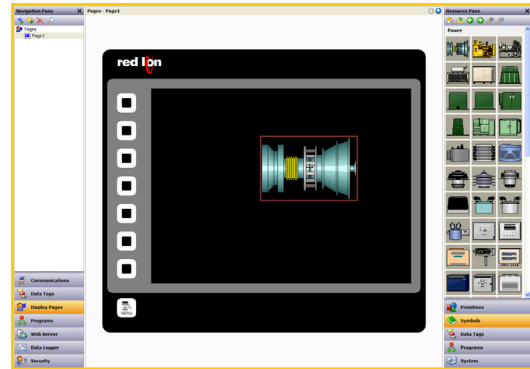 Navigation Pane
Pages - Page1
Resource Pane
Pages
Page1
Power
red lion
MENU
Communications
Data Tags
Display Pages
Programs
Web Server
Data Logger
Security
Primitives
Symbols
Data Tags
Programs
System